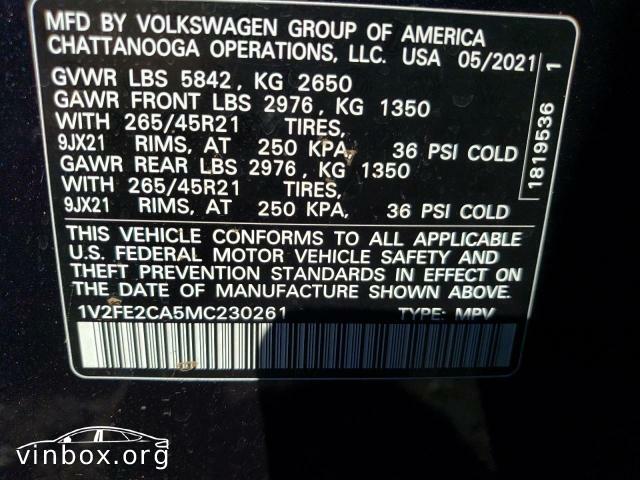 MFD BY VOLKSWAGEN GROUP OF AMERICA
CHATTANOOGA OPERATIONS, LLC. USA 05/2021
GVWR LBS 5842, KG 2650
GAWR FRONT LBS 2976, KG 1350
WITH 265/45R21 TIRES,
9JX21 RIMS, AT 250 KPA, 36 PSI COLD
GAWR REAR LBS 2976, KG 1350
WITH 265/45R21 TIRES,
9JX21 RIMS, AT 250 KPA, 36 PSI COLD
THIS VEHICLE CONFORMS TO ALL APPLICABLE
U.S. FEDERAL MOTOR VEHICLE SAFETY AND
THEFT PREVENTION STANDARDS IN EFFECT ON
THE DATE OF MANUFACTURE SHOWN ABOVE.
1V2FE2CA5MC230261 TYPE: MPV
1819536 1
vinbox.org